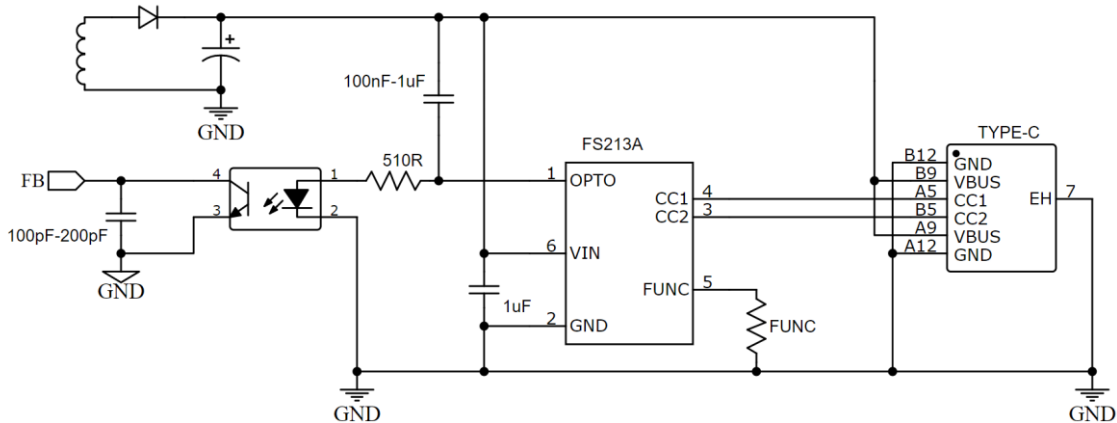 GND
100nF-1uF
FS213A
TYPE-C
510R
FB
4
3
1
2
100pF-200pF
GND
1
OPTO
CC1
4
CC2
3
6
VIN
FUNC
5
1uF
2
GND
FUNC
B12
GND
B9
VBUS
A5
CC1
B5
CC2
A9
VBUS
A12
GND
EH
7
GND
GND